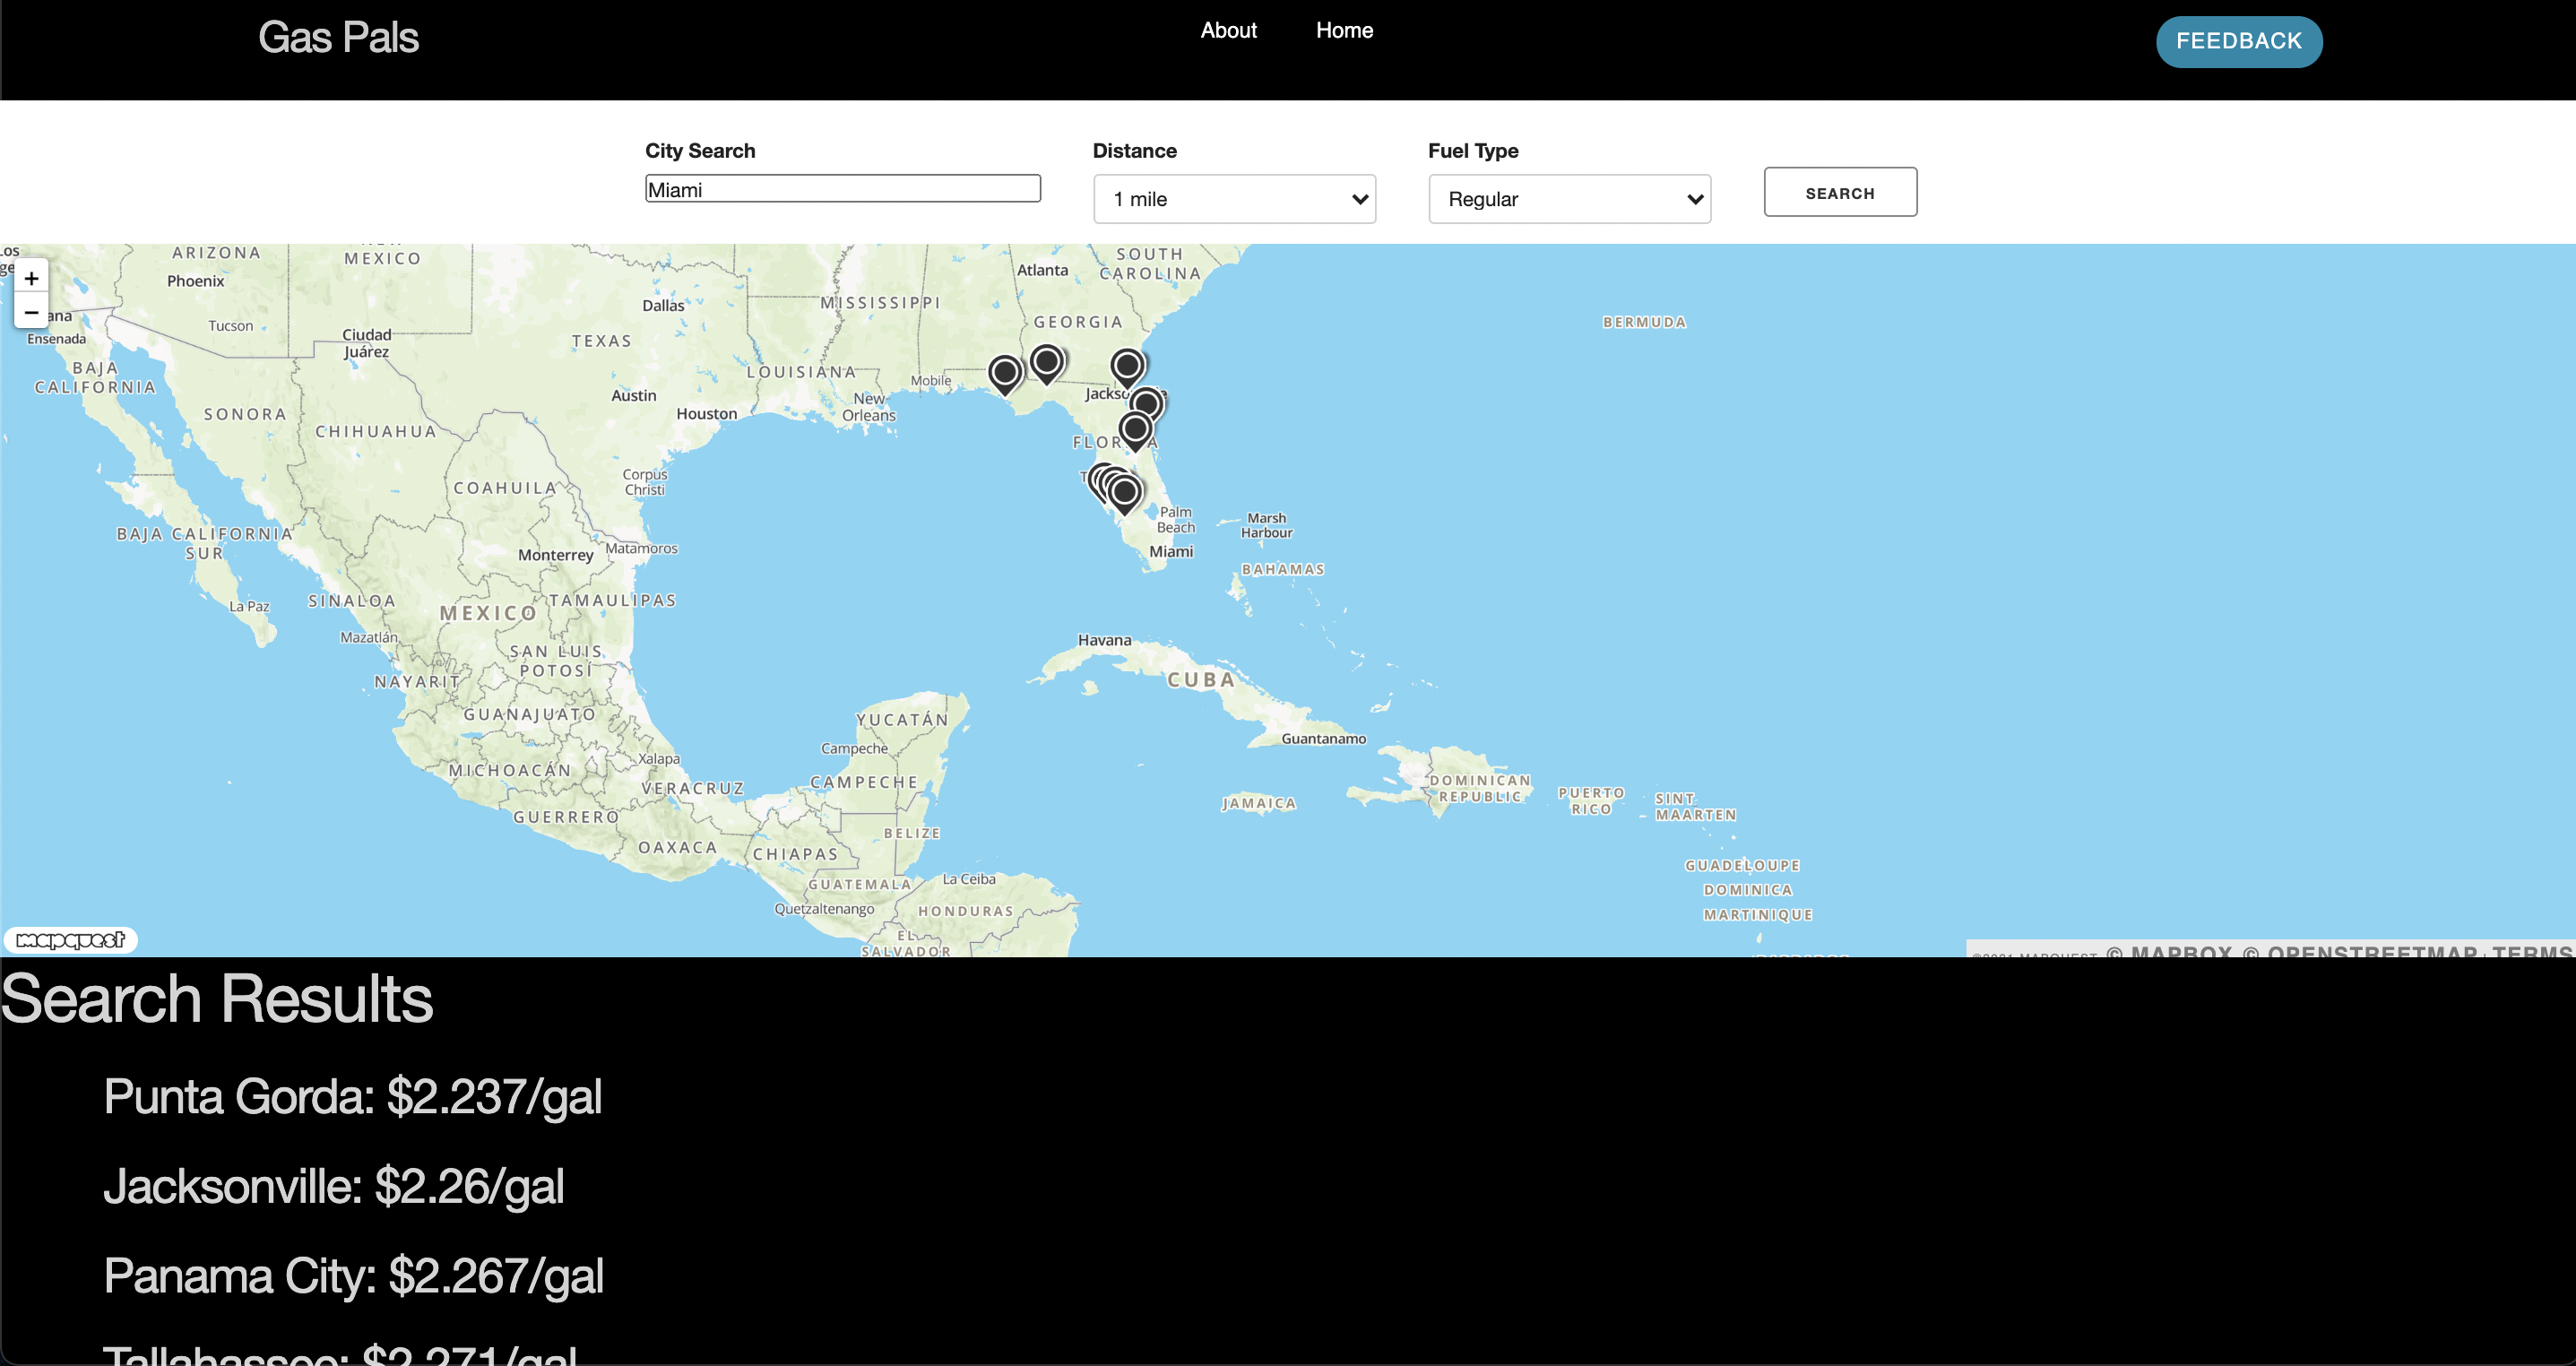 Gas Pals
About
Home
FEEDBACK
City Search
Miami
Distance
1 mile
Fuel Type
Regular
SEARCH
+
−
ARIZONA
Phoenix
Tucson
Ensenada
BAJA
CALIFORNIA
MEXICO
Ciudad
Juárez
SONORA
CHIHUAHUA
Dallas
TEXAS
Austin
Houston
MISSISSIPPI
LOUISIANA
Mobile
New
Orleans
Atlanta
SOUTH
CAROLINA
GEORGIA
BERMUDA
Corpus
Christi
COAHUILA
BAJA CALIFORNIA
SUR
Monterrey
Matamoros
Palm
Beach
Miami
Marsh
Harbour
BAHAMAS
La Paz
SINALOA
MEXICO
TAMAULIPAS
Mazatlán
SAN LUIS
POTOSÍ
NAYARIT
GUANAJUATO
Havana
CUBA
YUCATÁN
Campeche
Guantanamo
Xalapa
MICHOACÁN
VERACRUZ
CAMPECHE
GUERRERO
JAMAICA
DOMINICAN
REPUBLIC
PUERTO
RICO
SINT
MAARTEN
BELIZE
OAXACA
CHIAPAS
GUATEMALA
La Ceiba
Quetzaltenango
HONDURAS
EL
SALVADOR
GUADELOUPE
DOMINICA
MARTINIQUE
mapquest
©2021 MAPQUEST © MAPBOX © OPENSTREETMAP | TERMS
Search Results
Punta Gorda: $2.237/gal
Jacksonville: $2.26/gal
Panama City: $2.267/gal
Tallahassee: $2.271/gal